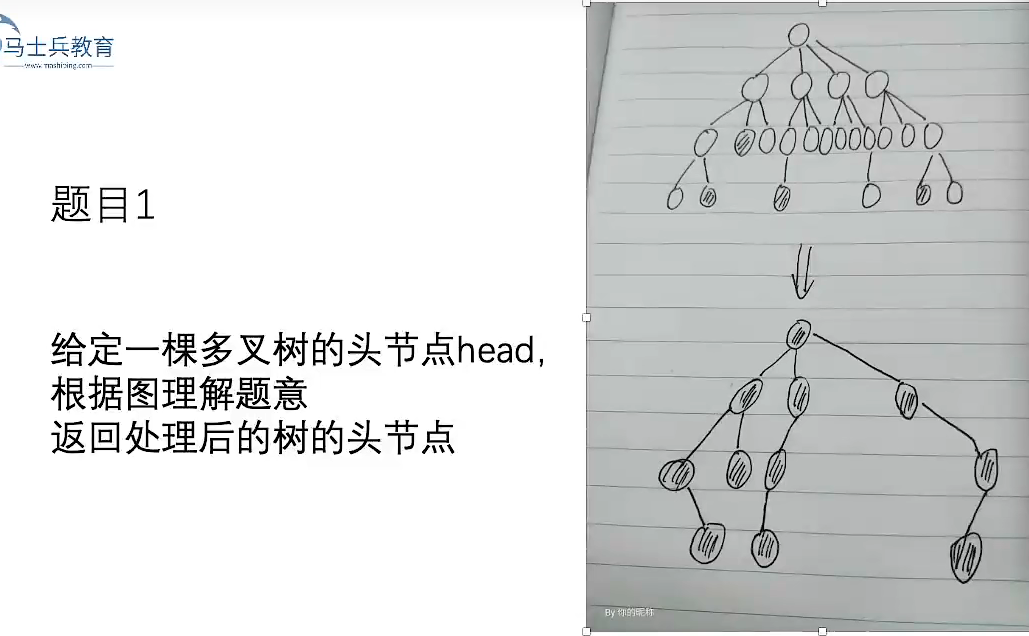 马士兵教育
www.mashibing.com
题目1
给定一棵多叉树的头节点head,
根据图理解题意
返回处理后的树的头节点
By 你的昵称